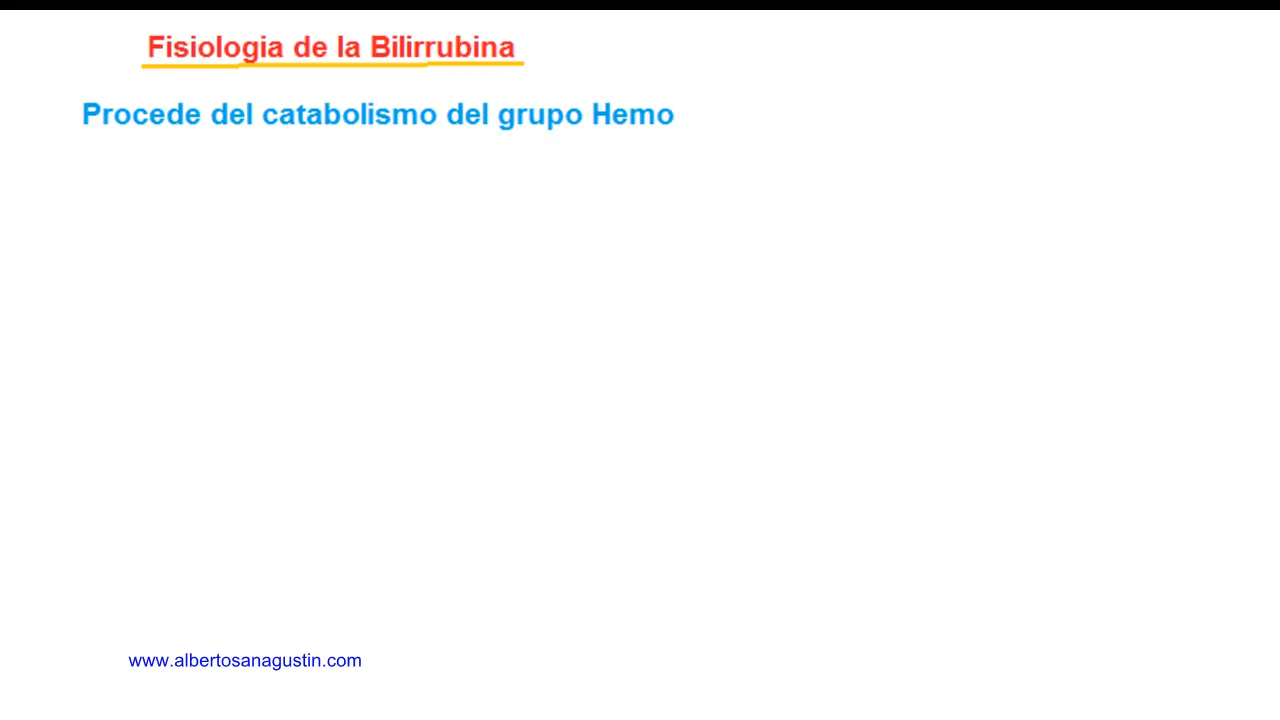 Fisiologia de la Bilirrubina
Procede del catabolismo del grupo Hemo
www.albertosanagustin.com